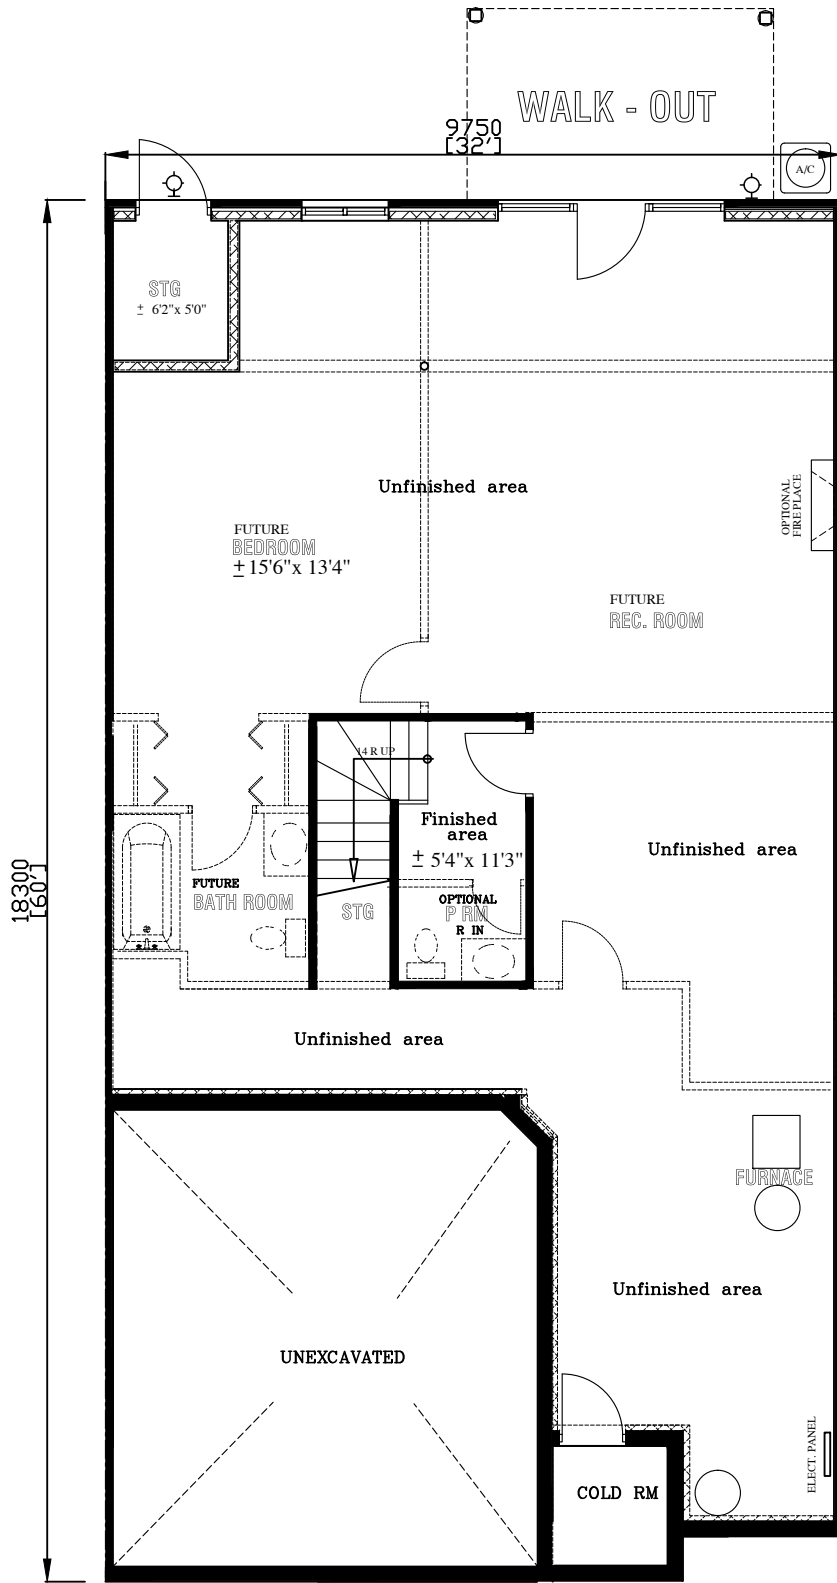 WALK - OUT
9750
[32']
A/C
STG
± 6'2"x 5'0"
Unfinished area
OPTIONAL
FIREPLACE
FUTURE
BEDROOM
± 15'6"x 13'4"
FUTURE
REC. ROOM
14 R UP
Finished
area
± 5'4"x 11'3"
Unfinished area
18300
[60']
FUTURE
BATH ROOM
STG
OPTIONAL
P RM
R IN
Unfinished area
FURNACE
Unfinished area
UNEXCAVATED
ELECT. PANEL
COLD RM